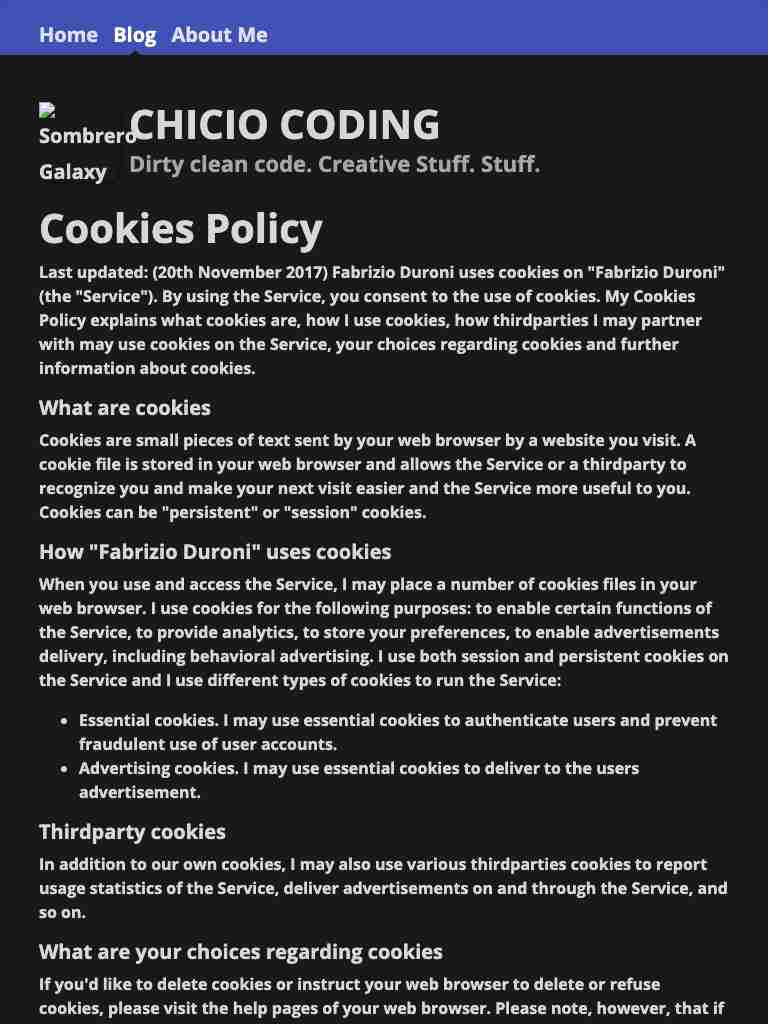 Home Blog About Me
Sombrero
Galaxy
CHICIO CODING
Dirty clean code. Creative Stuff. Stuff.
Cookies Policy
Last updated: (20th November 2017) Fabrizio Duroni uses cookies on "Fabrizio Duroni"
(the "Service"). By using the Service, you consent to the use of cookies. My Cookies
Policy explains what cookies are, how I use cookies, how thirdparties I may partner
with may use cookies on the Service, your choices regarding cookies and further
information about cookies.
What are cookies
Cookies are small pieces of text sent by your web browser by a website you visit. A
cookie file is stored in your web browser and allows the Service or a thirdparty to
recognize you and make your next visit easier and the Service more useful to you.
Cookies can be "persistent" or "session" cookies.
How "Fabrizio Duroni" uses cookies
When you use and access the Service, I may place a number of cookies files in your
web browser. I use cookies for the following purposes: to enable certain functions of
the Service, to provide analytics, to store your preferences, to enable advertisements
delivery, including behavioral advertising. I use both session and persistent cookies on
the Service and I use different types of cookies to run the Service:
• Essential cookies. I may use essential cookies to authenticate users and prevent
fraudulent use of user accounts.
• Advertising cookies. I may use essential cookies to deliver to the users
advertisement.
Thirdparty cookies
In addition to our own cookies, I may also use various thirdparties cookies to report
usage statistics of the Service, deliver advertisements on and through the Service, and
so on.
What are your choices regarding cookies
If you'd like to delete cookies or instruct your web browser to delete or refuse
cookies, please visit the help pages of your web browser. Please note, however, that if